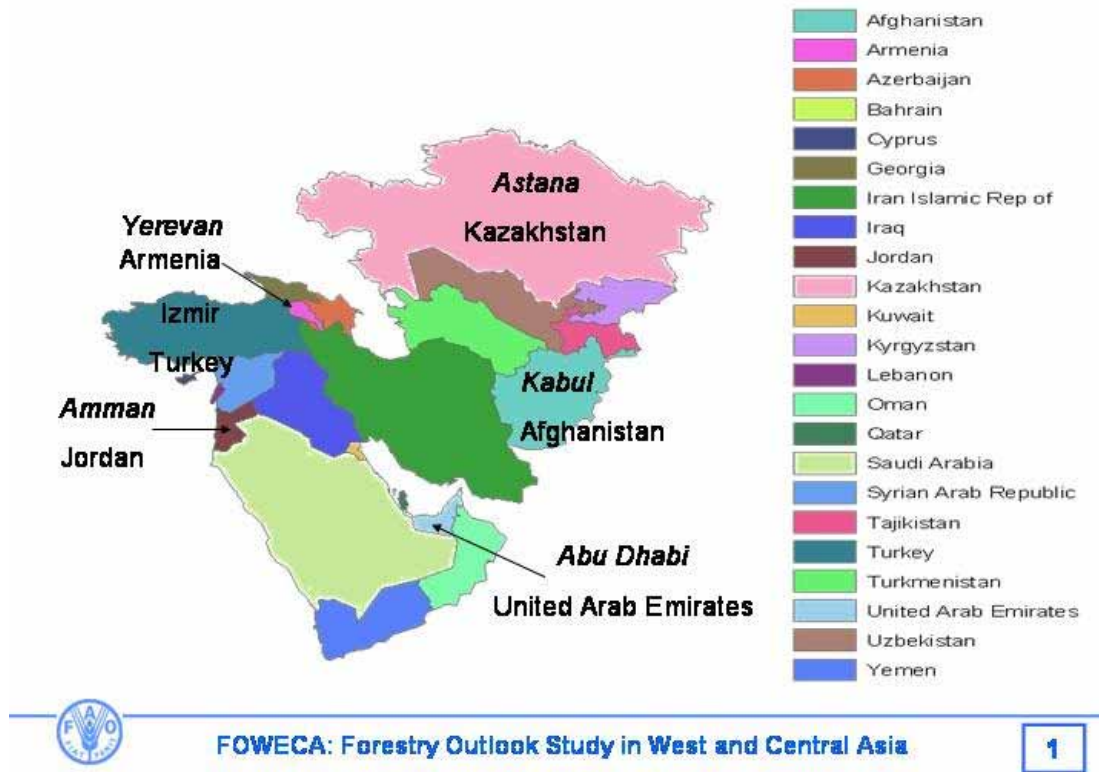 Astana
Kazakhstan
Yerevan
Armenia
Izmir
Turkey
Kabul
Afghanistan
Amman
Jordan
Abu Dhabi
United Arab Emirates
Afghanistan
Armenia
Azerbaijan
Bahrain
Cyprus
Georgia
Iran Islamic Rep of
Iraq
Jordan
Kazakhstan
Kuwait
Kyrgyzstan
Lebanon
Oman
Qatar
Saudi Arabia
Syrian Arab Republic
Tajikistan
Turkey
Turkmenistan
United Arab Emirates
Uzbekistan
Yemen
F A O
FIAT PANIS
FOWECA: Forestry Outlook Study in West and Central Asia
1